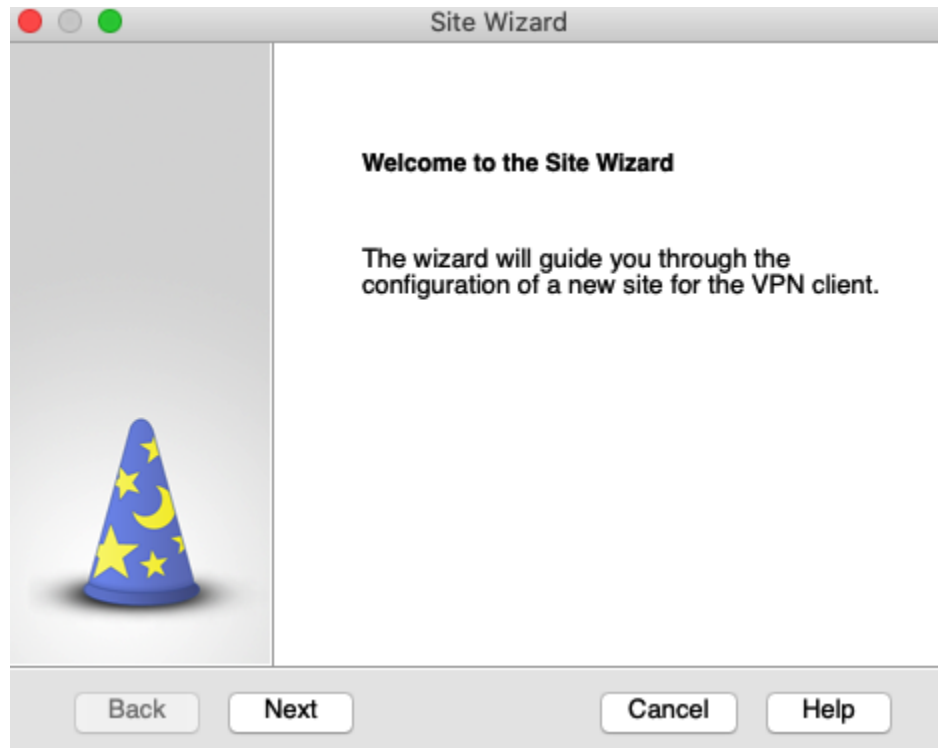 Site Wizard
Welcome to the Site Wizard
The wizard will guide you through the
configuration of a new site for the VPN client.
Back
Next
Cancel
Help